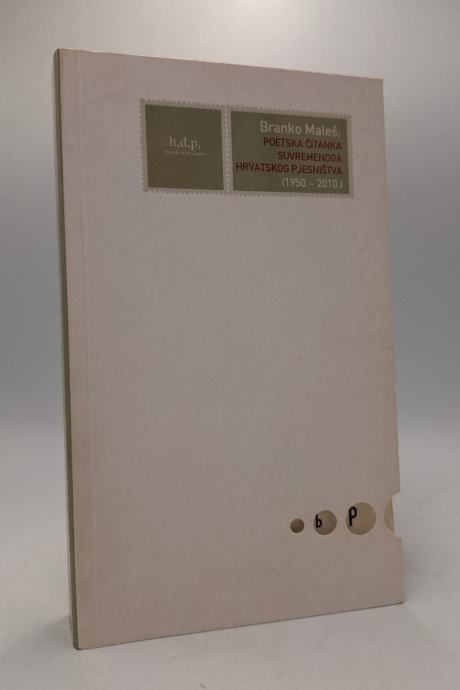 h,d,p,
Branko Maleš:
POETSKA ČITANKA
SUVREMENOGA
HRVATSKOG PJESNIŠTVA
(1950. – 2010.)
b P